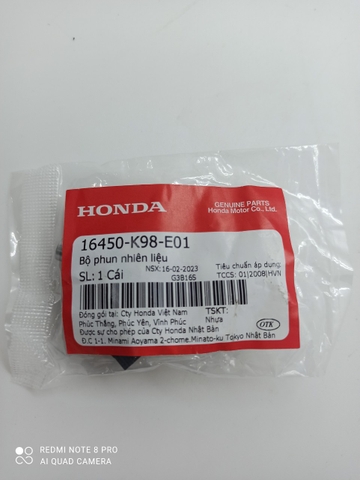 GENUINE PARTS
HONDA
Honda Motor Co., Ltd.
16450-K98-E01
Bộ phun nhiên liệu
NSX:16-02-2023
Tiêu chuẩn áp dụng:
SL: 1 Cái
G3B16S
TCCS: 01|2008|HVN
Đóng gói tại: Cty Honda Việt Nam
TSKT:
Phúc Thắng, Phúc Yên, Vĩnh Phúc
Nhựa
Được sự cho phép của Cty Honda Nhật Bản
OTK
Đ.C 1-1. Minami Aoyama 2-chome.Minato-ku Tokyo Nhật Bản
REDMI NOTE 8 PRO
AI QUAD CAMERA